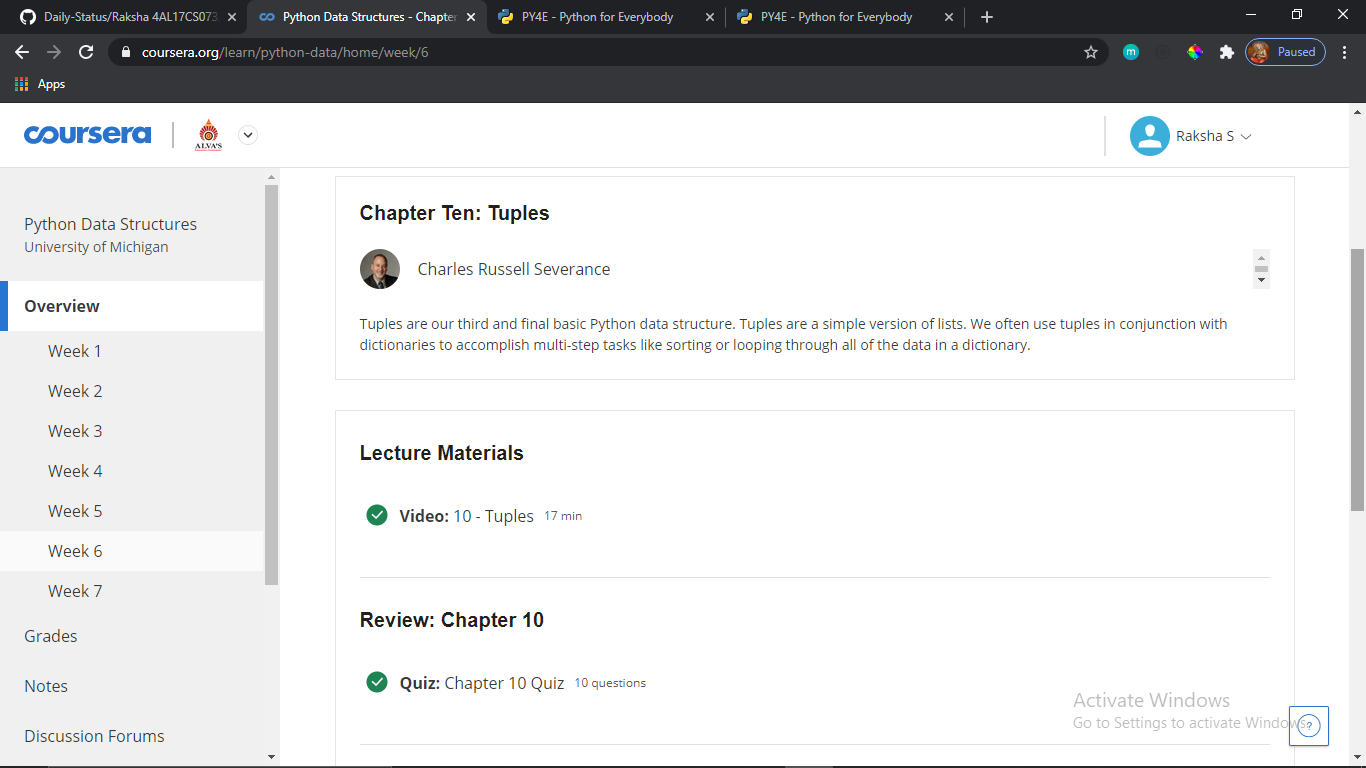 Daily-Status/Raksha 4AL17CS073
Python Data Structures - Chapter
PY4E - Python for Everybody
PY4E - Python for Everybody
coursera.org/learn/python-data/home/week/6
m
Paused
Apps
coursera
ALVA'S
Raksha S
Python Data Structures
University of Michigan
Overview
Week 1
Week 2
Week 3
Week 4
Week 5
Week 6
Week 7
Grades
Notes
Discussion Forums
Chapter Ten: Tuples
Charles Russell Severance
Tuples are our third and final basic Python data structure. Tuples are a simple version of lists. We often use tuples in conjunction with
dictionaries to accomplish multi-step tasks like sorting or looping through all of the data in a dictionary.
Lecture Materials
Video: 10 - Tuples 17 min
Review: Chapter 10
Quiz: Chapter 10 Quiz 10 questions
Activate Windows
Go to Settings to activate Windows.
?